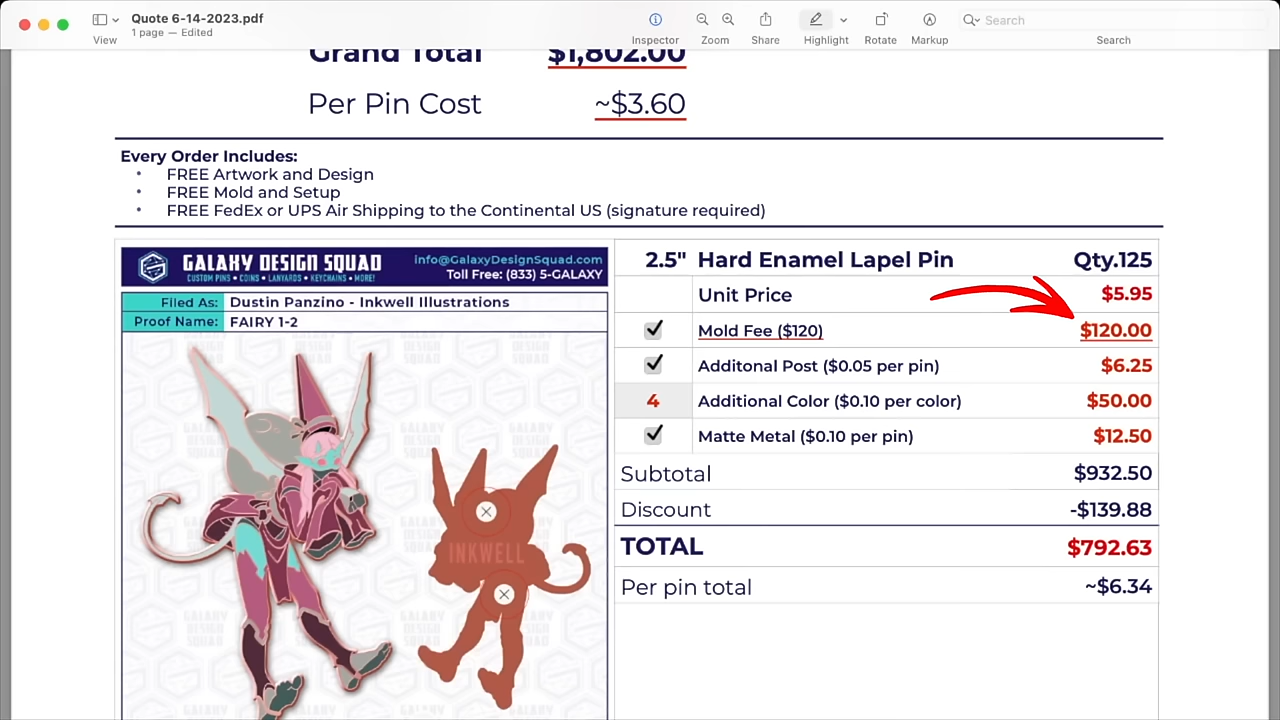 Quote 6-14-2023.pdf
1 page — Edited
View
Inspector
Zoom
Share
Highlight
Rotate
Markup
Search
Search
Grand Total $1,802.00
Per Pin Cost ~$3.60
Every Order Includes:
• FREE Artwork and Design
• FREE Mold and Setup
• FREE FedEx or UPS Air Shipping to the Continental US (signature required)
GALAXY DESIGN SQUAD
CUSTOM PINS • COINS • LANYARDS • KEYCHAINS • MORE!
info@GalaxyDesignSquad.com
Toll Free: (833) 5-GALAXY
Filed As: Dustin Panzino - Inkwell Illustrations
Proof Name: FAIRY 1-2
INKWELL
GALAXY DESIGN SQUAD
2.5" Hard Enamel Lapel Pin Qty.125
Unit Price $5.95
Mold Fee ($120) $120.00
Additonal Post ($0.05 per pin) $6.25
4 Additional Color ($0.10 per color) $50.00
Matte Metal ($0.10 per pin) $12.50
Subtotal $932.50
Discount -$139.88
TOTAL $792.63
Per pin total ~$6.34